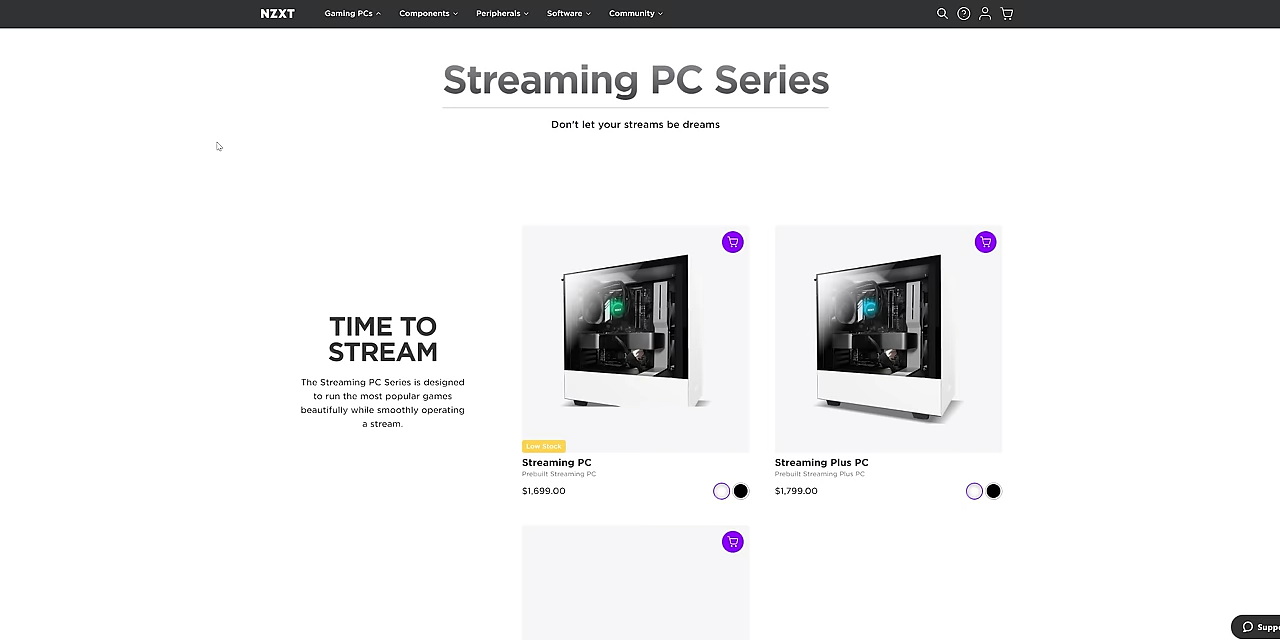 NZXT
Gaming PCs
Components
Peripherals
Software
Community
Streaming PC Series
Don't let your streams be dreams
TIME TO
STREAM
The Streaming PC Series is designed
to run the most popular games
beautifully while smoothly operating
a stream.
Low Stock
Streaming PC
Prebuilt Streaming PC
$1,699.00
Streaming Plus PC
Prebuilt Streaming Plus PC
$1,799.00
Suppo